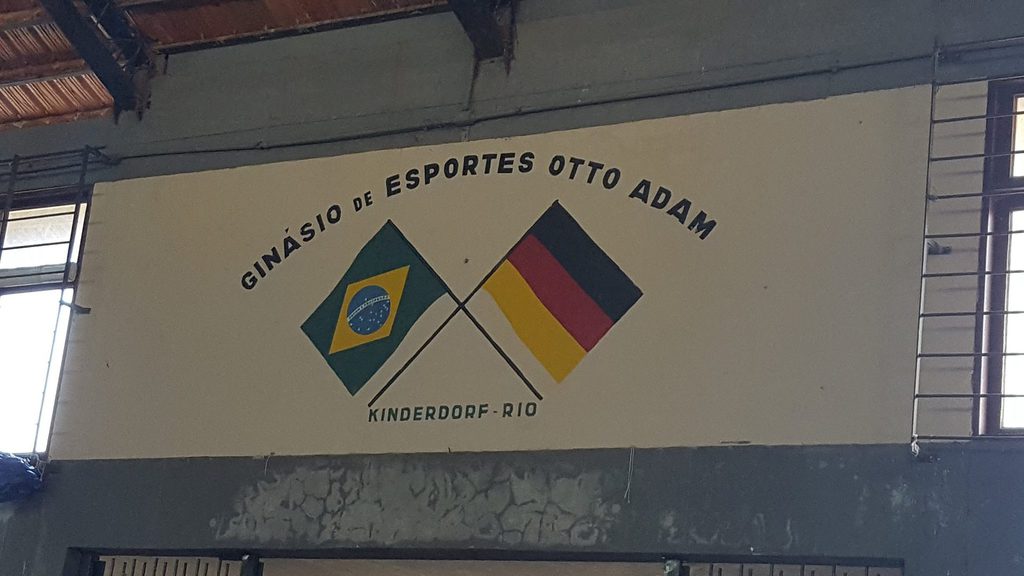 GINÁSIO DE ESPORTES OTTO ADAM
KINDERDORF - RIO